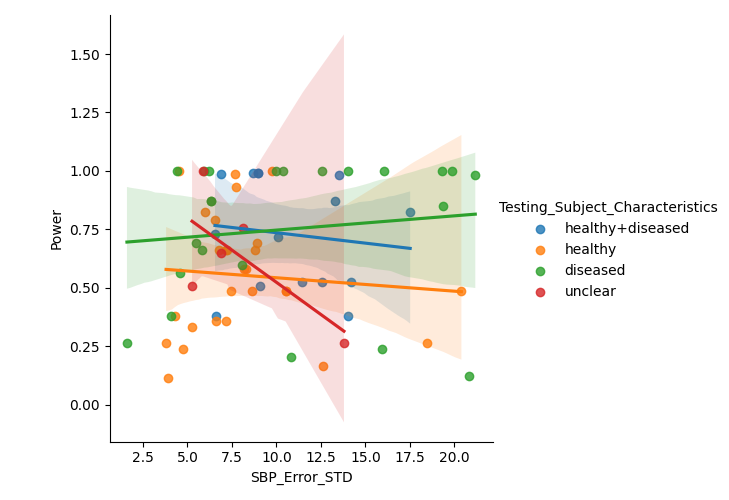 1.50
1.25
1.00
0.75
0.50
0.25
0.00
Power
2.5 5.0 7.5 10.0 12.5 15.0 17.5 20.0
SBP_Error_STD
Testing_Subject_Characteristics
healthy+diseased
healthy
diseased
unclear